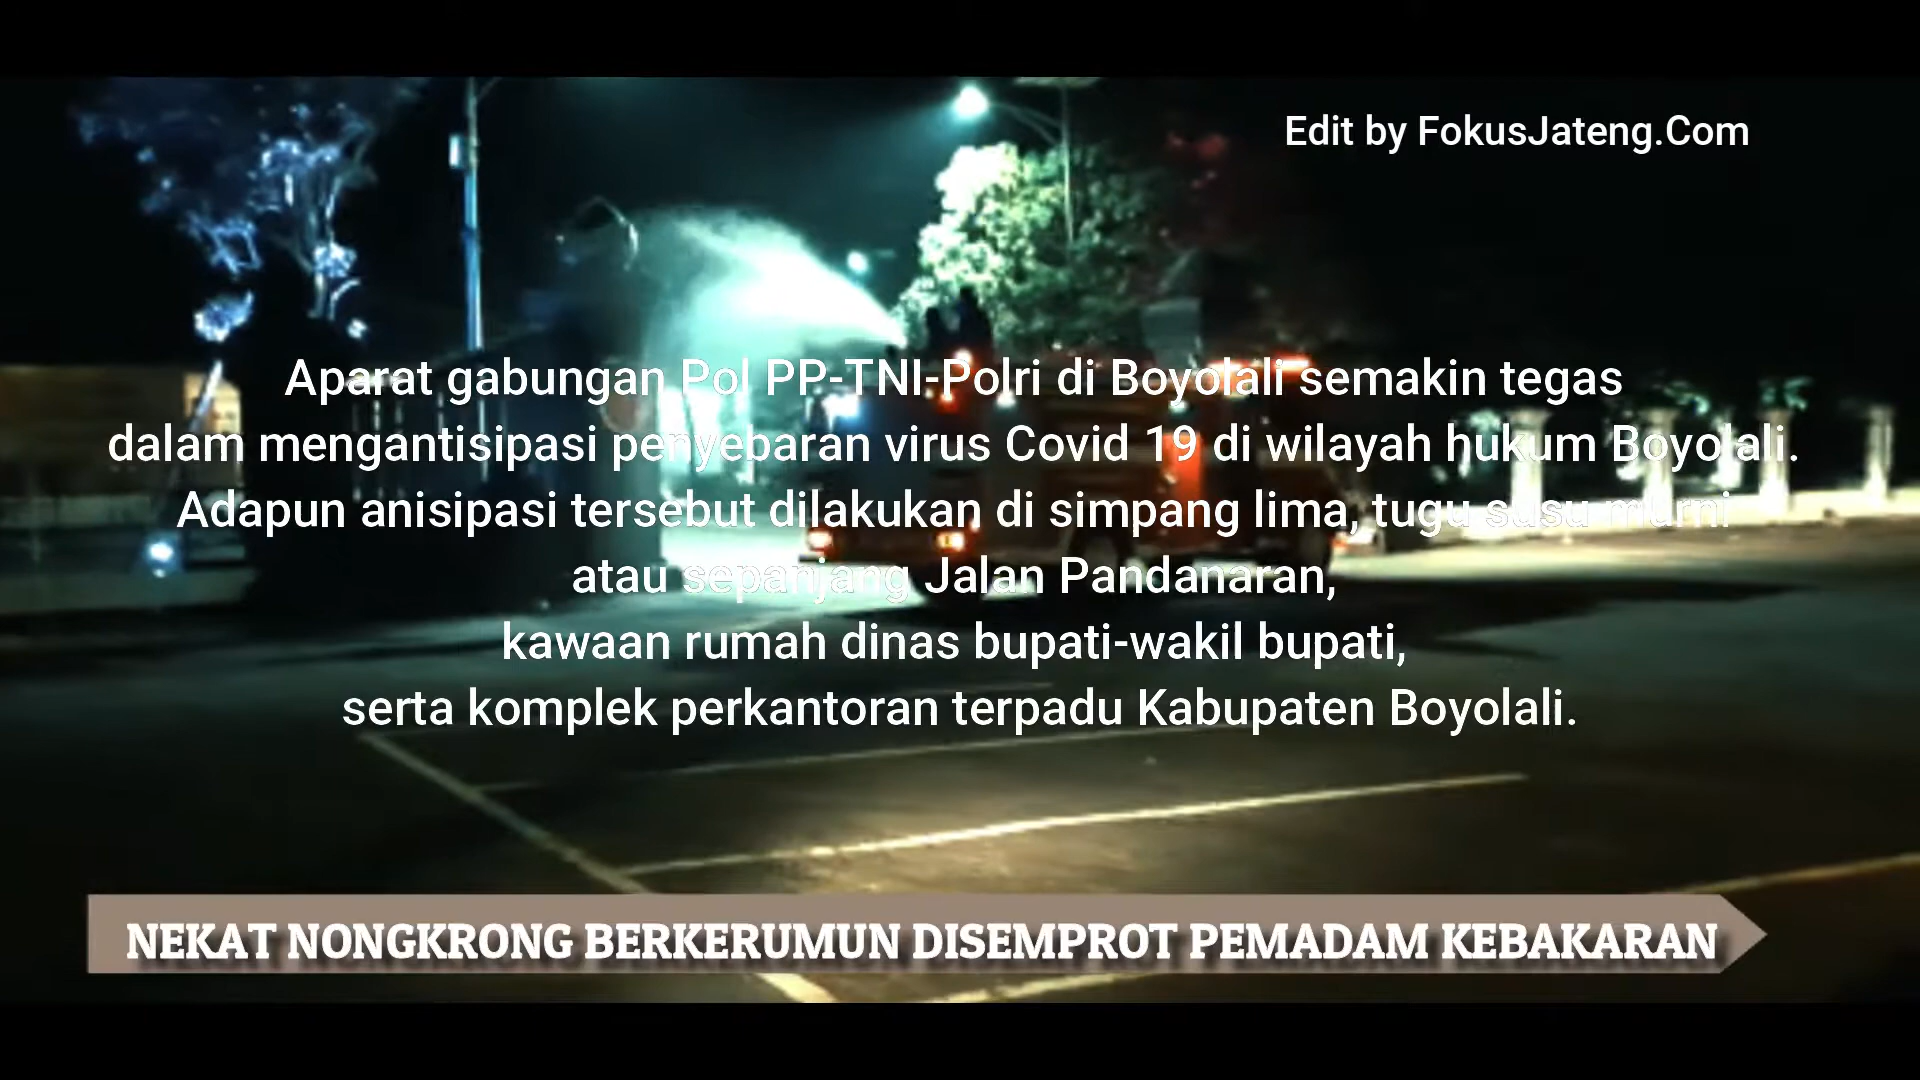 Edit by FokusJateng.Com
Aparat gabungan Pol PP-TNI-Polri di Boyolali semakin tegas
dalam mengantisipasi penyebaran virus Covid 19 di wilayah hukum Boyolali.
Adapun anisipasi tersebut dilakukan di simpang lima, tugu susu murni
atau sepanjang Jalan Pandanaran,
kawaan rumah dinas bupati-wakil bupati,
serta komplek perkantoran terpadu Kabupaten Boyolali.
NEKAT NONGKRONG BERKERUMUN DISEMPROT PEMADAM KEBAKARAN